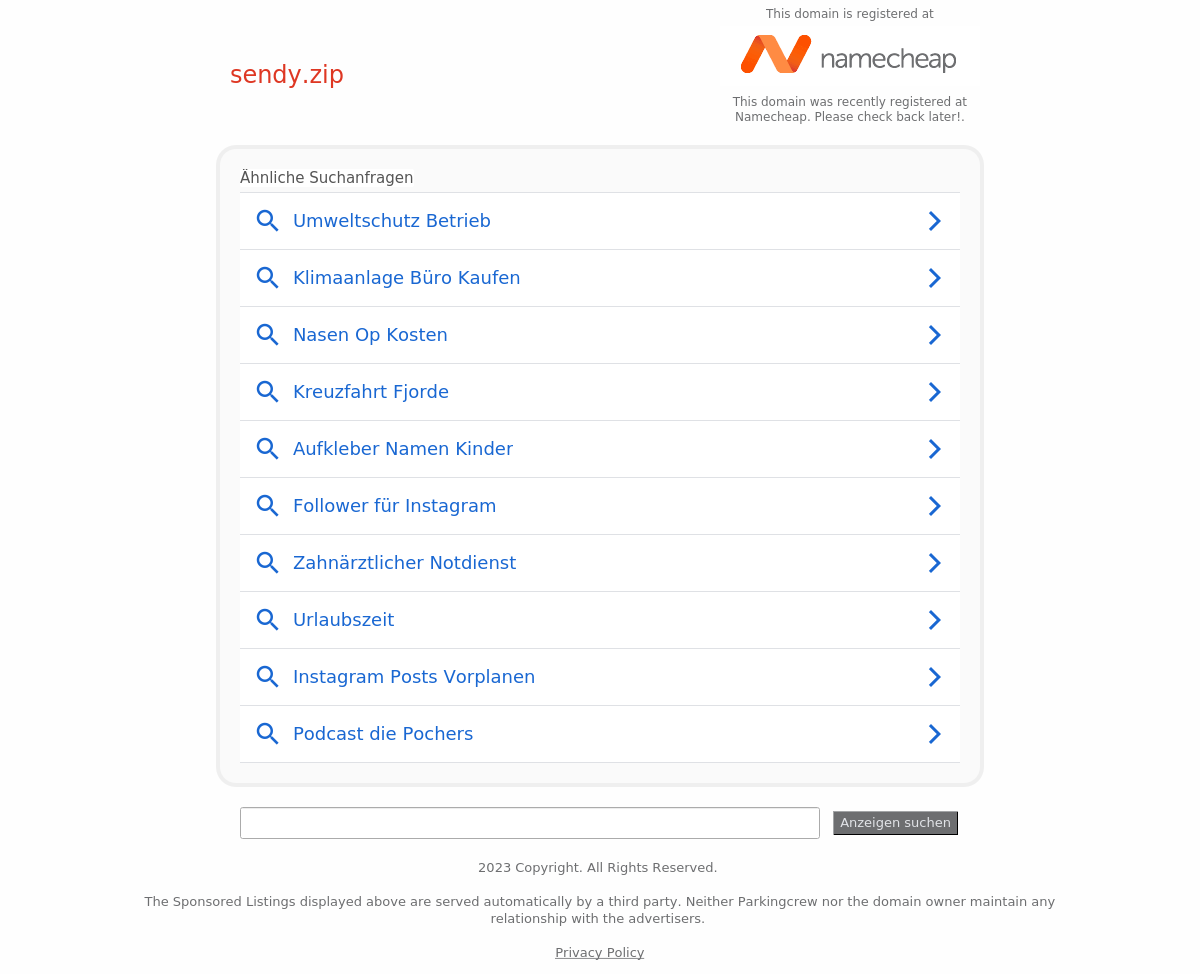 This domain is registered at
namecheap
sendy.zip
This domain was recently registered at
Namecheap. Please check back later!.
Ähnliche Suchanfragen
Umweltschutz Betrieb
Klimaanlage Büro Kaufen
Nasen Op Kosten
Kreuzfahrt Fjorde
Aufkleber Namen Kinder
Follower für Instagram
Zahnärztlicher Notdienst
Urlaubszeit
Instagram Posts Vorplanen
Podcast die Pochers
Anzeigen suchen
2023 Copyright. All Rights Reserved.
The Sponsored Listings displayed above are served automatically by a third party. Neither Parkingcrew nor the domain owner maintain any
relationship with the advertisers.
Privacy Policy